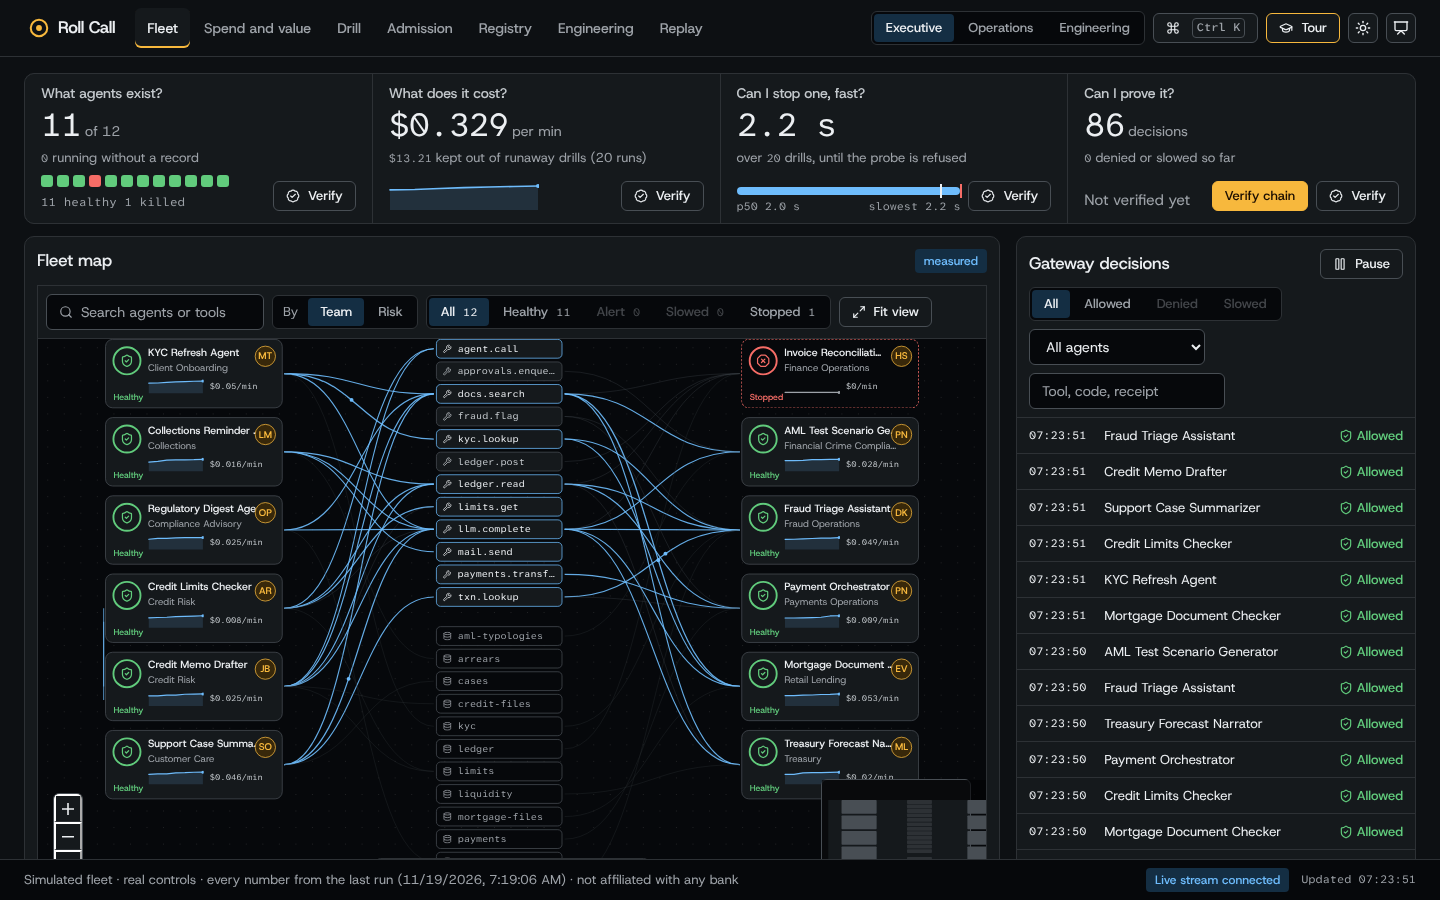 Roll Call
Fleet
Spend and value
Drill
Admission
Registry
Engineering
Replay
Executive
Operations
Engineering
⌘ Ctrl K
Tour
What agents exist?
11 of 12
0 running without a record
11 healthy 1 killed
Verify
What does it cost?
$0.329 per min
$13.21 kept out of runaway drills (20 runs)
Verify
Can I stop one, fast?
2.2 s
over 20 drills, until the probe is refused
p50 2.0 s
slowest 2.2 s
Verify
Can I prove it?
86 decisions
0 denied or slowed so far
Not verified yet
Verify chain
Verify
Fleet map
measured
Search agents or tools
By
Team
Risk
All 12
Healthy 11
Alert 0
Slowed 0
Stopped 1
Fit view
KYC Refresh Agent
MT
Client Onboarding
$0.05/min
Healthy
Collections Reminder
LM
Collections
$0.016/min
Healthy
Regulatory Digest Age
OP
Compliance Advisory
$0.025/min
Healthy
Credit Limits Checker
AR
Credit Risk
$0.008/min
Healthy
Credit Memo Drafter
JB
Credit Risk
$0.025/min
Healthy
Support Case Summa…
SO
Customer Care
$0.046/min
Healthy
agent.call
approvals.enque…
docs.search
fraud.flag
kyc.lookup
ledger.post
ledger.read
limits.get
llm.complete
mail.send
payments.transf…
txn.lookup
aml-typologies
arrears
cases
credit-files
kyc
ledger
limits
liquidity
mortgage-files
payments
Invoice Reconciliati…
HS
Finance Operations
$0/min
Stopped
AML Test Scenario Ge
PN
Financial Crime Complia…
$0.028/min
Healthy
Fraud Triage Assistant
DK
Fraud Operations
$0.049/min
Healthy
Payment Orchestrator
PN
Payments Operations
$0.009/min
Healthy
Mortgage Document …
EV
Retail Lending
$0.053/min
Healthy
Treasury Forecast Na…
ML
Treasury
$0.02/min
Healthy
Gateway decisions
Pause
All
Allowed
Denied
Slowed
All agents
Tool, code, receipt
07:23:51 Fraud Triage Assistant Allowed
07:23:51 Credit Memo Drafter Allowed
07:23:51 Support Case Summarizer Allowed
07:23:51 Credit Limits Checker Allowed
07:23:51 KYC Refresh Agent Allowed
07:23:51 Mortgage Document Checker Allowed
07:23:50 AML Test Scenario Generator Allowed
07:23:50 Fraud Triage Assistant Allowed
07:23:50 Treasury Forecast Narrator Allowed
07:23:50 Payment Orchestrator Allowed
07:23:50 Credit Limits Checker Allowed
07:23:50 Mortgage Document Checker Allowed
Simulated fleet · real controls · every number from the last run (11/19/2026, 7:19:06 AM) · not affiliated with any bank
Live stream connected
Updated 07:23:51